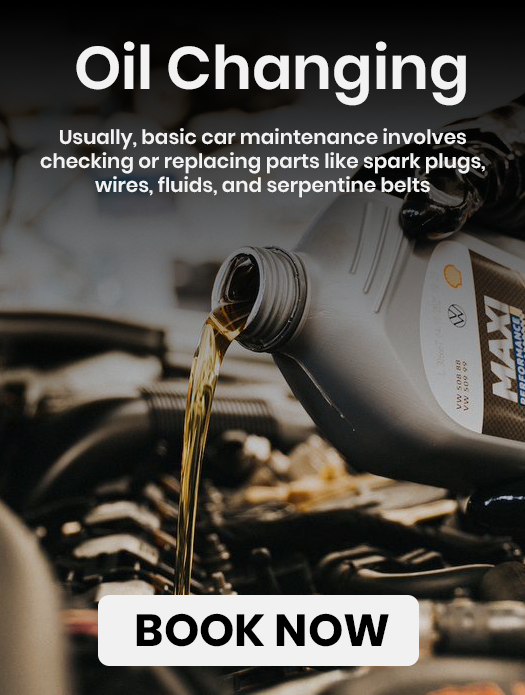 Oil Changing
Usually, basic car maintenance involves
checking or replacing parts like spark plugs,
wires, fluids, and serpentine belts
MAXI
PERFORMANCE
VW 508 88
VW 509 99
BOOK NOW